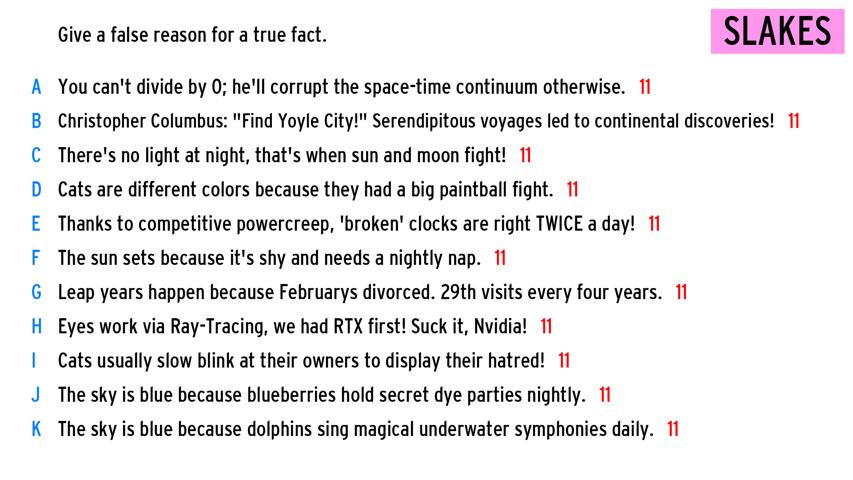 Give a false reason for a true fact.
SLAKES
A You can't divide by 0; he'll corrupt the space-time continuum otherwise. 11
B Christopher Columbus: "Find Yoyle City!" Serendipitous voyages led to continental discoveries! 11
C There's no light at night, that's when sun and moon fight! 11
D Cats are different colors because they had a big paintball fight. 11
E Thanks to competitive powercreep, 'broken' clocks are right TWICE a day! 11
F The sun sets because it's shy and needs a nightly nap. 11
G Leap years happen because Februarys divorced. 29th visits every four years. 11
H Eyes work via Ray-Tracing, we had RTX first! Suck it, Nvidia! 11
I Cats usually slow blink at their owners to display their hatred! 11
J The sky is blue because blueberries hold secret dye parties nightly. 11
K The sky is blue because dolphins sing magical underwater symphonies daily. 11